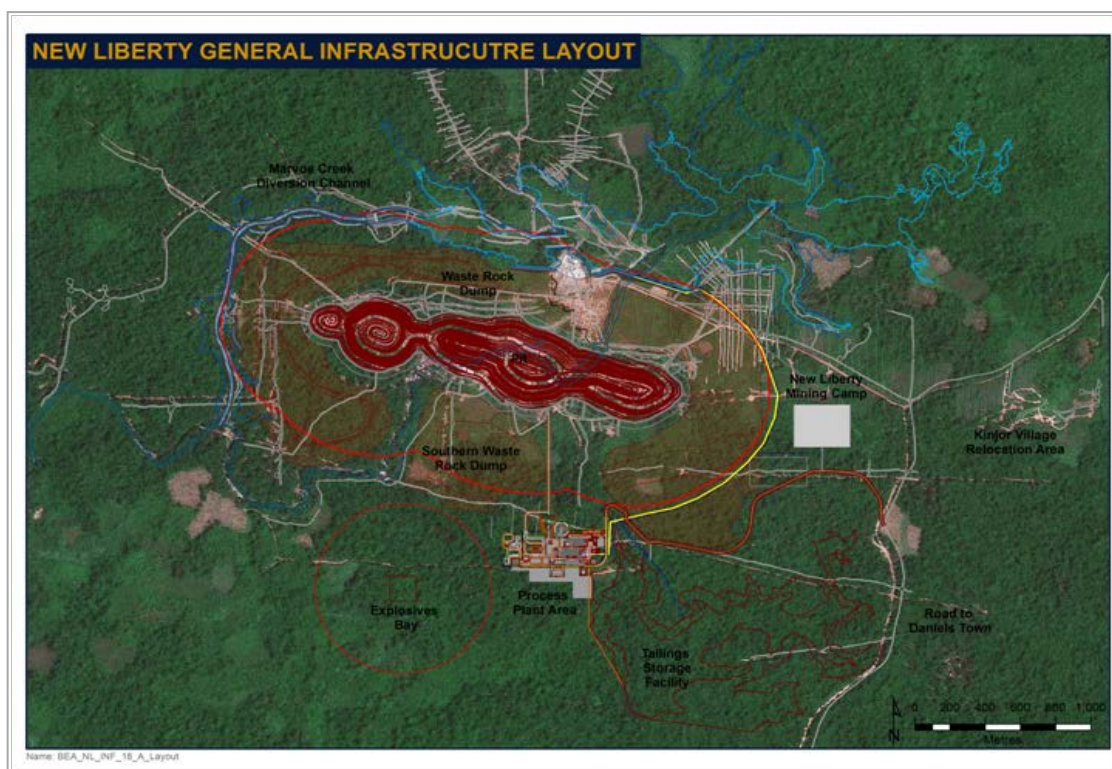 NEW LIBERTY GENERAL INFRASTRUCUTRE LAYOUT
Marvoe Creek
Diversion Channel
Waste Rock
Dump
New Liberty
Mining Camp
Kinjor Village
Relocation Area
Southern Waste
Rock Dump
Process
Plant Area
Explosives
Bay
Road to
Daniels Town
Tailings
Storage
Facility
N
0 200 400 600 800 1,000
Metres
Name: BEA_NL_INF_18_A_Layout